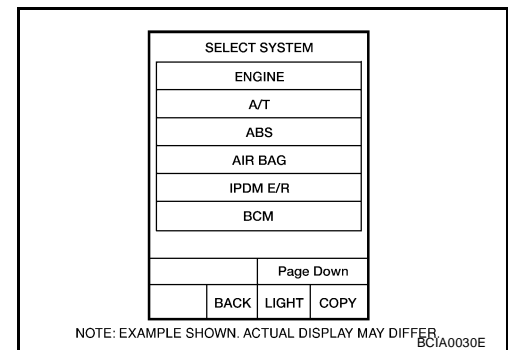 SELECT SYSTEM
ENGINE
A/T
ABS
AIR BAG
IPDM E/R
BCM
Page Down
BACK LIGHT COPY
NOTE: EXAMPLE SHOWN. ACTUAL DISPLAY MAY DIFFER.
BCIA0030E